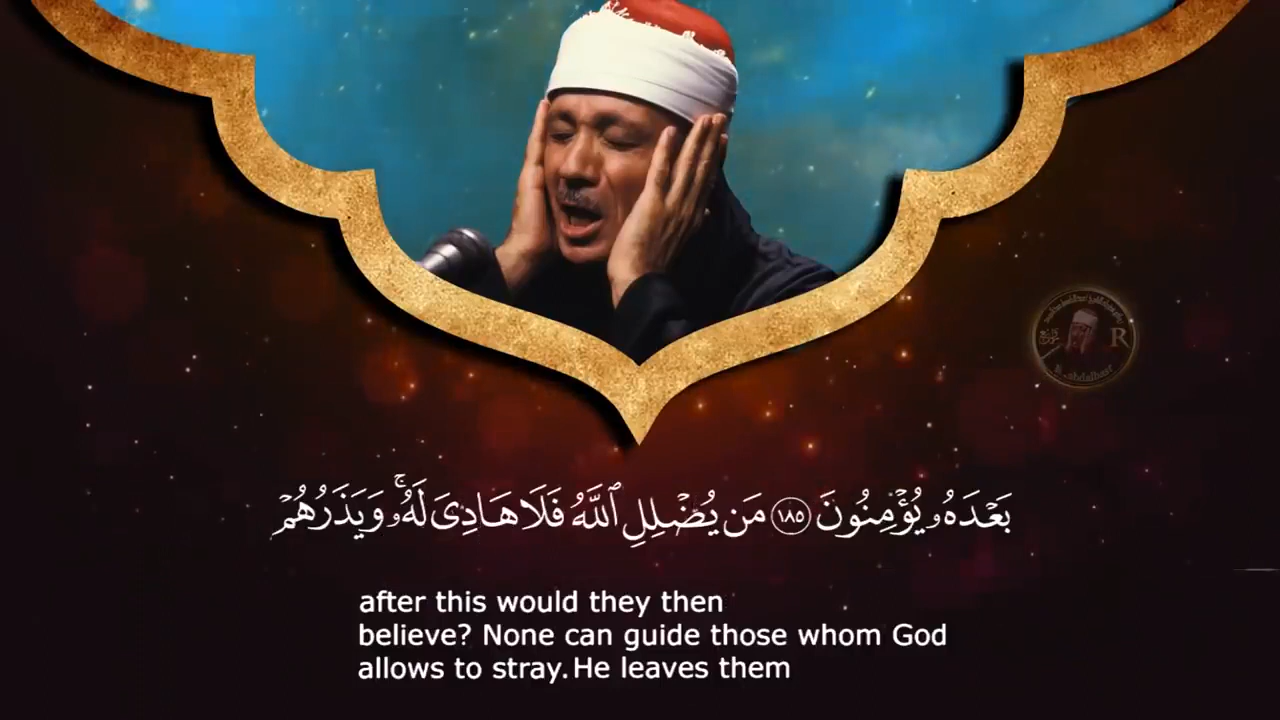 بَعْدَهُۥ يُؤْمِنُونَ ١٨٥ مَن يُضْلِلِ ٱللَّهُ فَلَا هَادِىَ لَهُۥ ۚ وَيَذَرُهُمْ
after this would they then
believe? None can guide those whom God
allows to stray.He leaves them
R